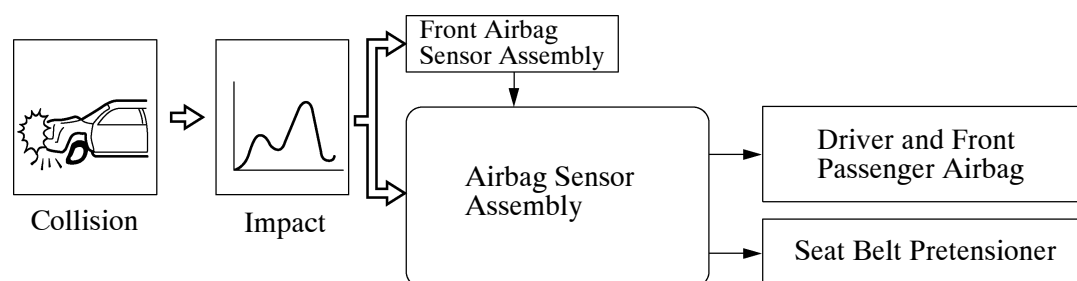 Front Airbag
Sensor Assembly
Collision
Impact
Airbag Sensor
Assembly
Driver and Front
Passenger Airbag
Seat Belt Pretensioner